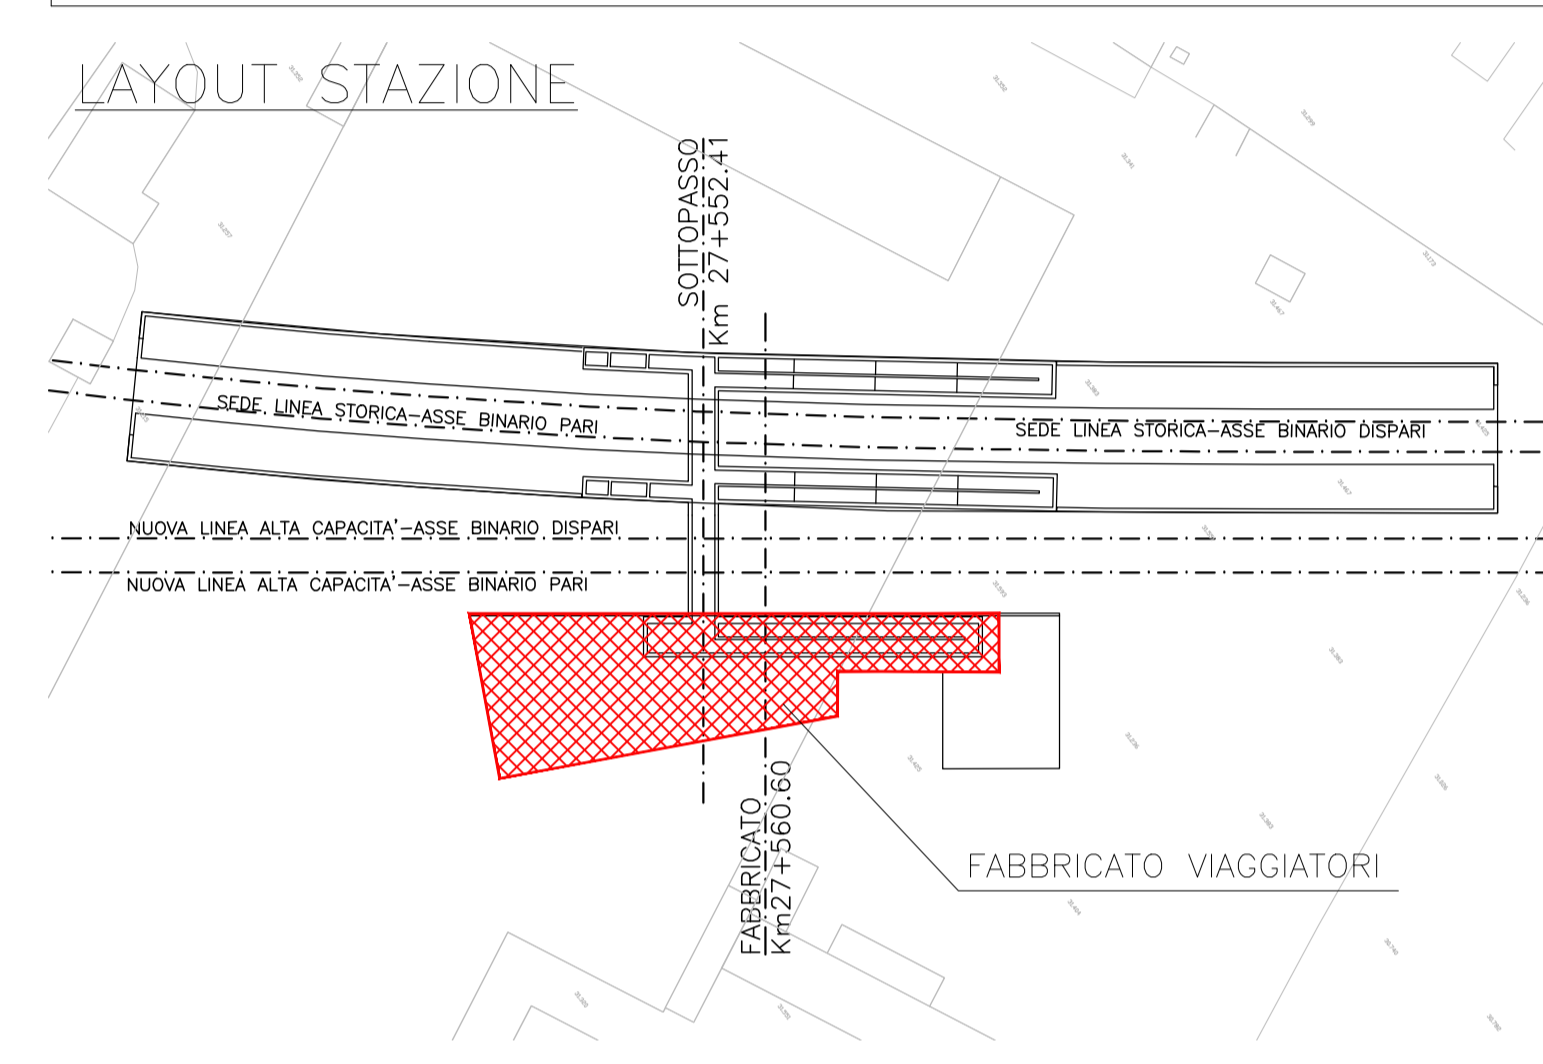 LAYOUT STAZIONE
SOTTOPASSO
Km 27+552.41
SEDE LINEA STORICA-ASSE BINARIO PARI
SEDE LINEA STORICA-ASSE BINARIO DISPARI
NUOVA LINEA ALTA CAPACITA'-ASSE BINARIO DISPARI
NUOVA LINEA ALTA CAPACITA'-ASSE BINARIO PARI
FABBRICATO
Km27+560.60
FABBRICATO VIAGGIATORI